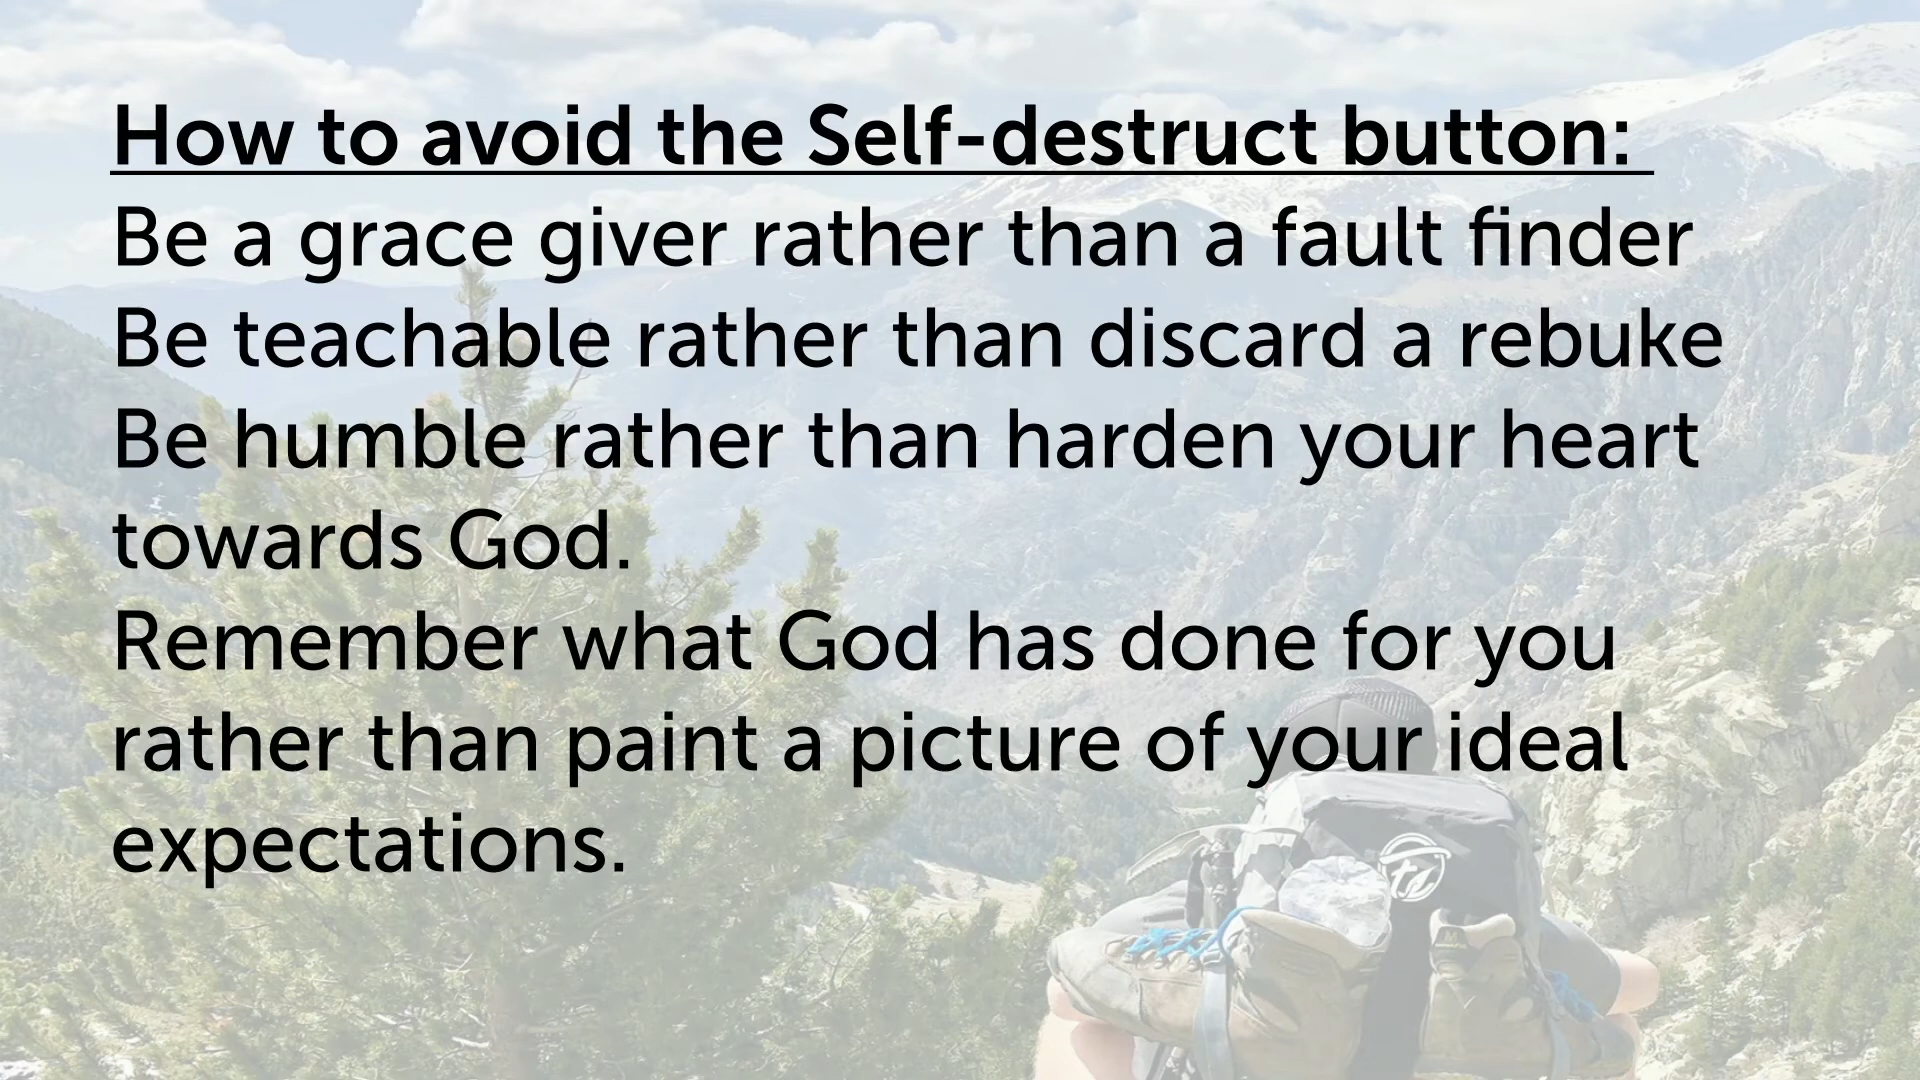 How to avoid the Self-destruct button:
Be a grace giver rather than a fault finder
Be teachable rather than discard a rebuke
Be humble rather than harden your heart
towards God.
Remember what God has done for you
rather than paint a picture of your ideal
expectations.